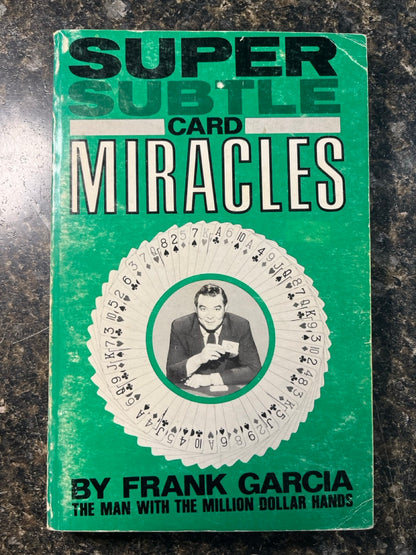 SUPER
SUBTLE
CARD
MIRACLES
BY FRANK GARCIA
THE MAN WITH THE MILLION DOLLAR HANDS